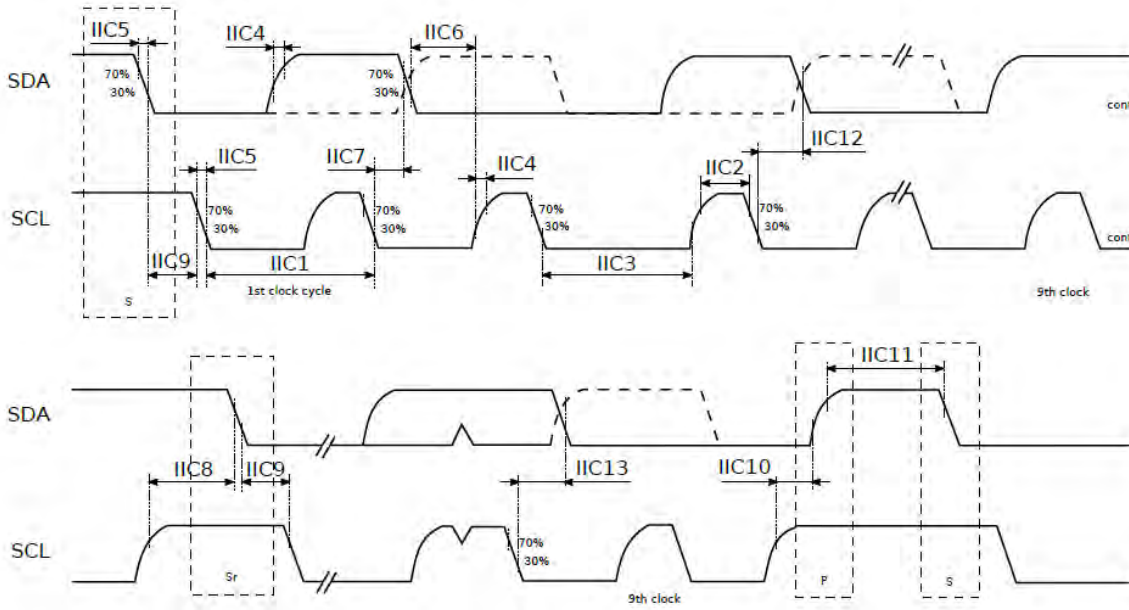 IIC5 IIC4 IIC6
SDA 70% 30% 70% 30% cont
IIC12
IIC5 IIC7 IIC4 IIC2
SCL 70% 30% 70% 30% 70% 30% 70% 30% cont
IIC9 IIC1 IIC3
S 1st clock cycle 9th clock
IIC11
SDA
IIC8 IIC9 IIC13 IIC10
SCL 70% 30%
Sr 9th clock P S